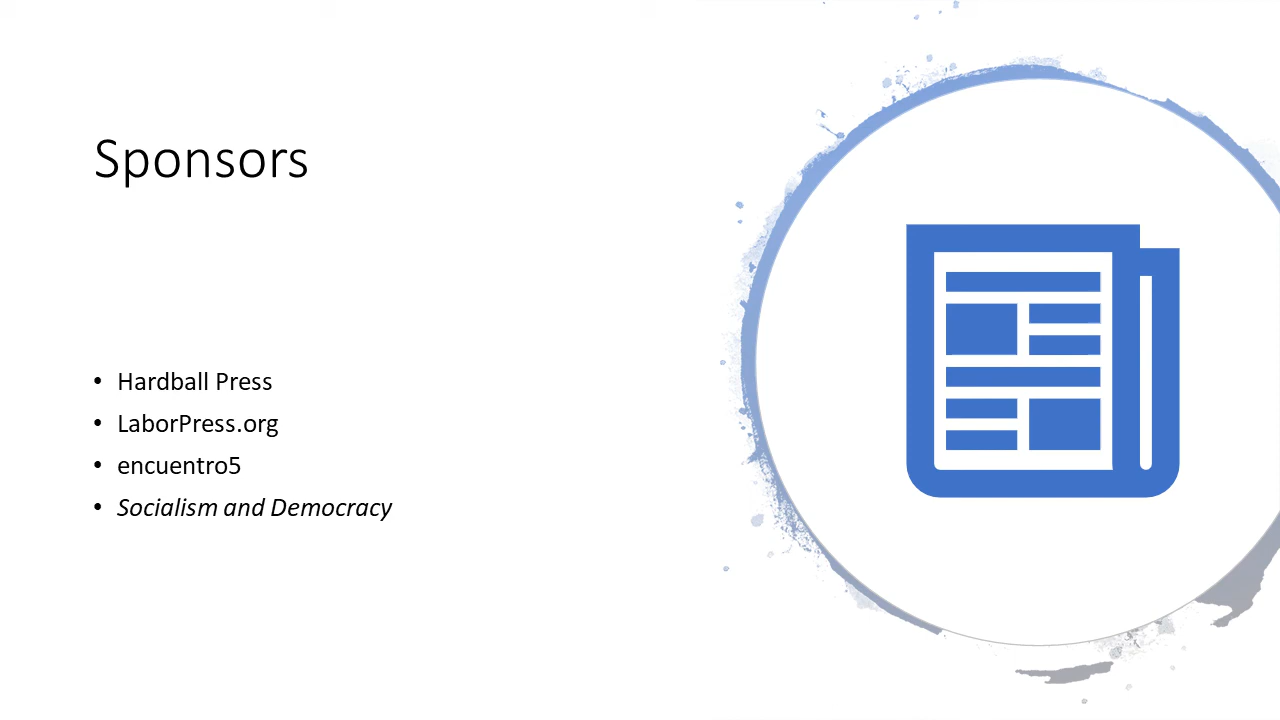 Sponsors
• Hardball Press
• LaborPress.org
• encuentro5
• Socialism and Democracy